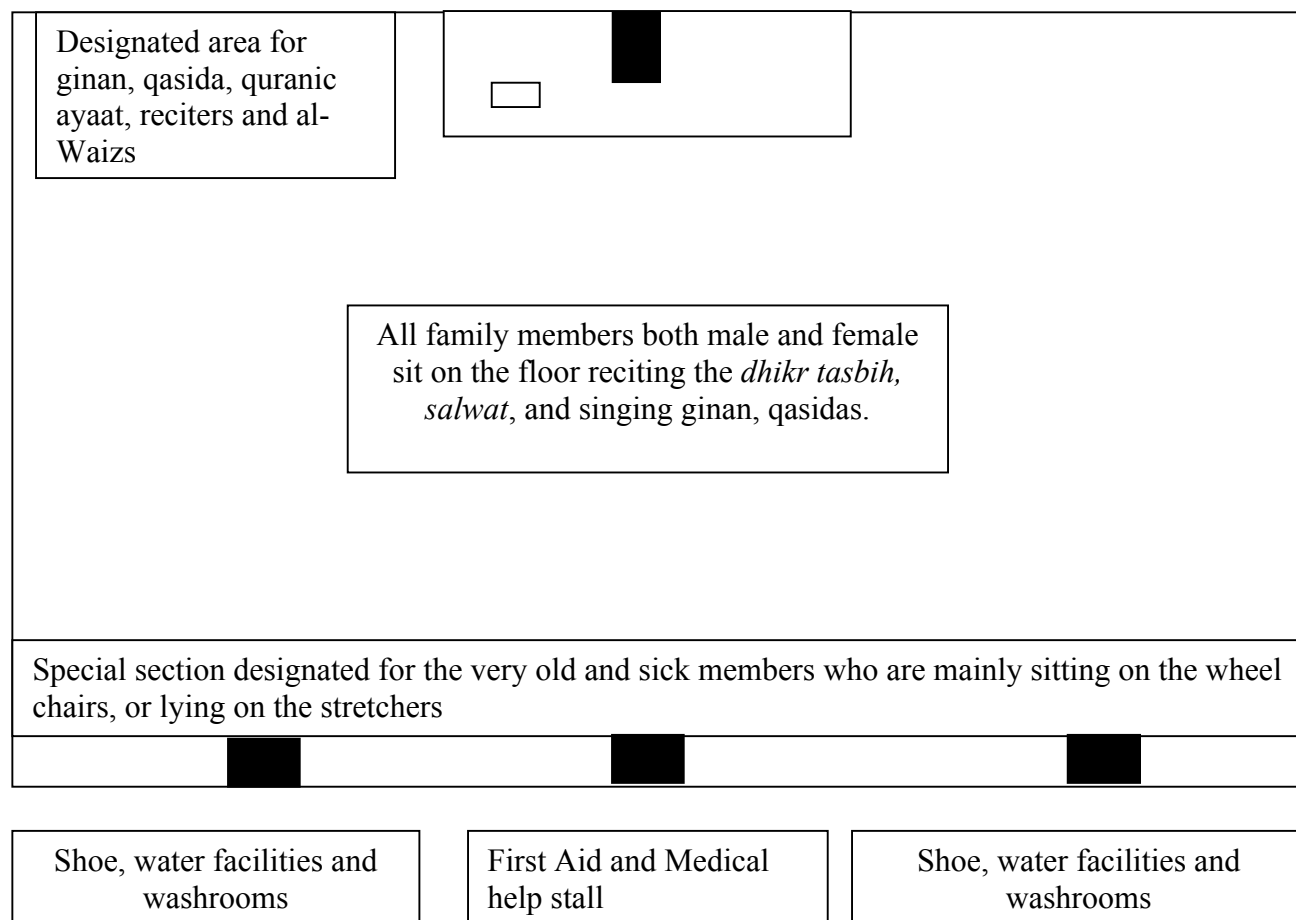 Designated area for
ginan, qasida, quranic
ayaat, reciters and al-
Waizs
All family members both male and female
sit on the floor reciting the dhikr tasbih,
salwat, and singing ginan, qasidas.
Special section designated for the very old and sick members who are mainly sitting on the wheel
chairs, or lying on the stretchers
Shoe, water facilities and
washrooms
First Aid and Medical
help stall
Shoe, water facilities and
washrooms